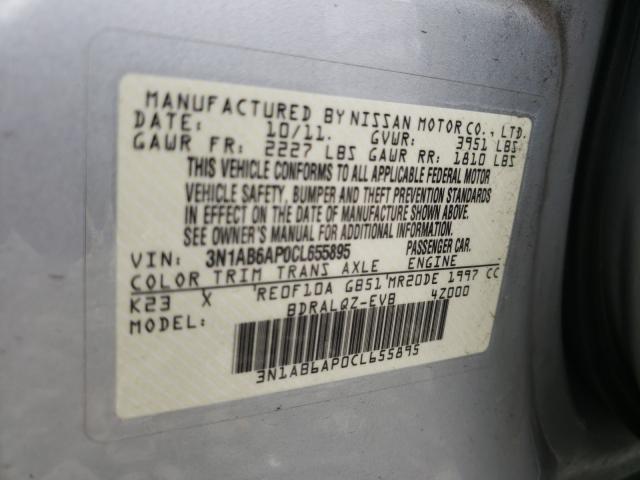 MANUFACTURED BY NISSAN MOTOR CO., LTD.
DATE: 10/11. GVWR: 3951 LBS
GAWR FR: 2227 LBS GAWR RR: 1810 LBS
THIS VEHICLE CONFORMS TO ALL APPLICABLE FEDERAL MOTOR
VEHICLE SAFETY, BUMPER AND THEFT PREVENTION STANDARDS
IN EFFECT ON THE DATE OF MANUFACTURE SHOWN ABOVE.
SEE OWNER'S MANUAL FOR ADDITIONAL INFORMATION.
VIN: 3N1AB6AP0CL655895 PASSENGER CAR.
COLOR TRIM TRANS AXLE ENGINE
K23 X RE0F10A GB51 MR20DE 1997 CC
MODEL: BDRALQZ-EVB 4Z000
3N1AB6AP0CL655895